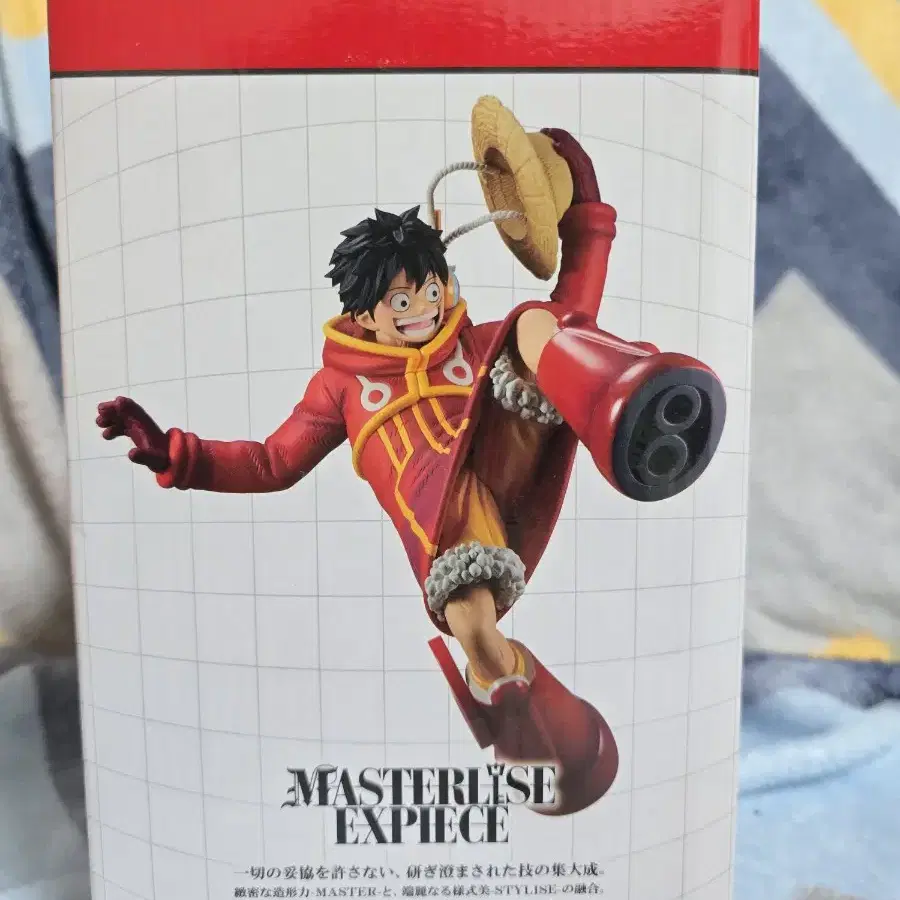 MASTERLISE
EXPIECE
一切の妥協を許さない、研ぎ澄まされた技の集大成。
緻密な造形力-MASTER-と、端麗なる様式美-STYLISE-の融合。